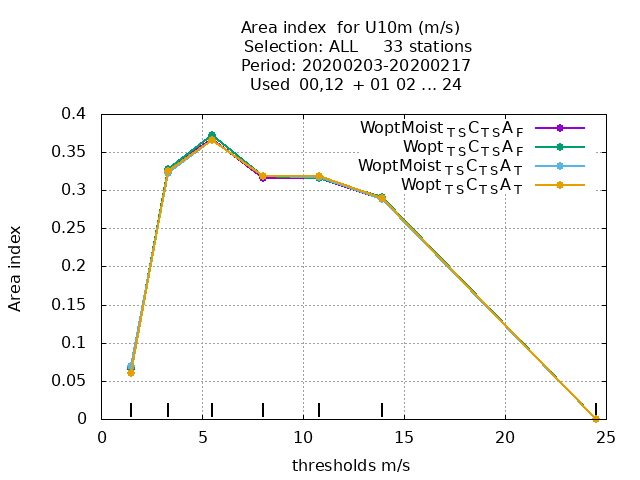 Area index  for U10m (m/s)
Selection: ALL     33 stations
Period: 20200203-20200217
Used  00,12  + 01 02 ... 24
WoptMoist TS C TS A F
Wopt TS C TS A F
WoptMoist TS C TS A T
Wopt TS C TS A T
0.4
0.35
0.3
0.25
0.2
0.15
0.1
0.05
0
Area index
0 5 10 15 20 25
thresholds m/s